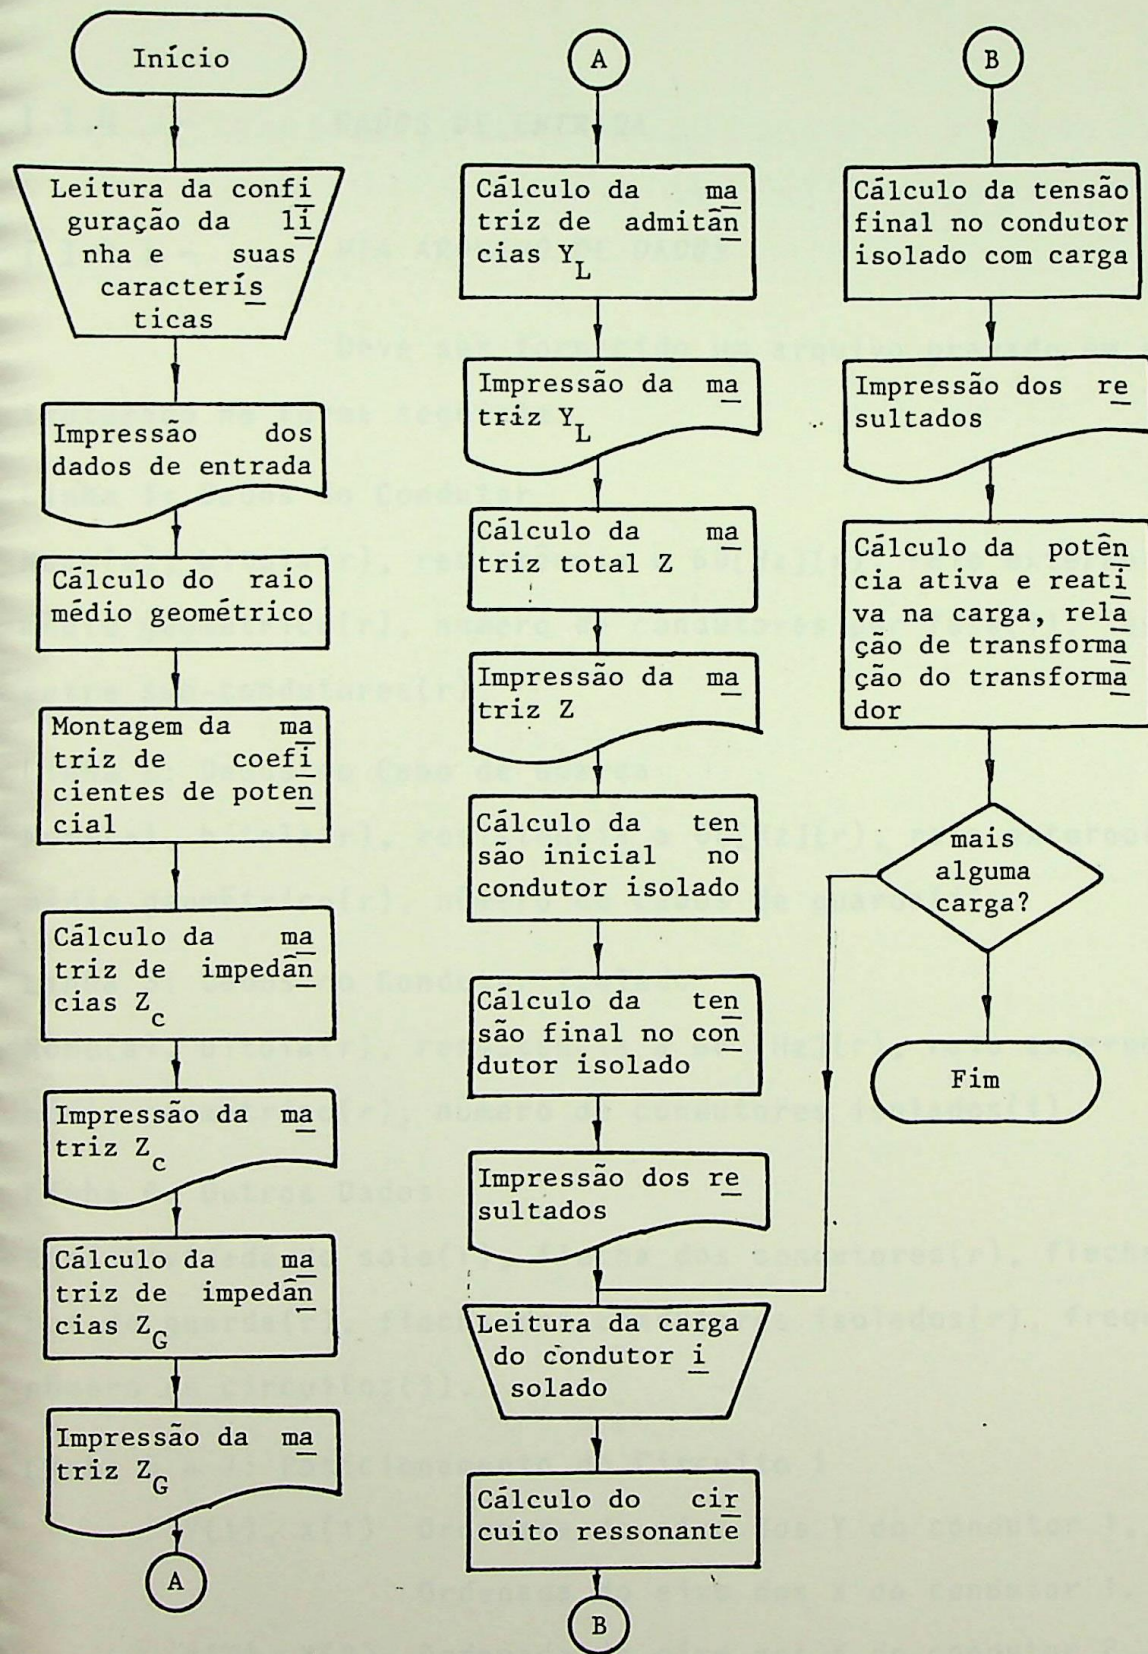 Início
Leitura da confi
guração da li
nha e suas
caracterís
ticas
Impressão dos
dados de entrada
Cálculo do raio
médio geométrico
Montagem da ma
triz de coefi
cientes de poten
cial
Cálculo da ma
triz de impedân
cias Z_c
Impressão da ma
triz Z_c
Cálculo da ma
triz de impedân
cias Z_G
Impressão da ma
triz Z_G
A
A
Cálculo da ma
triz de admitân
cias Y_L
Impressão da ma
triz Y_L
Cálculo da ma
triz total Z
Impressão da ma
triz Z
Cálculo da ten
são inicial no
condutor isolado
Cálculo da ten
são final no con
dutor isolado
Impressão dos re
sultados
Leitura da carga
do condutor i
solado
Cálculo do cir
cuito ressonante
B
B
Cálculo da tensão
final no condutor
isolado com carga
Impressão dos re
sultados
Cálculo da potên
cia ativa e reati
va na carga, rela
ção de transforma
ção do transforma
dor
mais
alguma
carga?
Fim